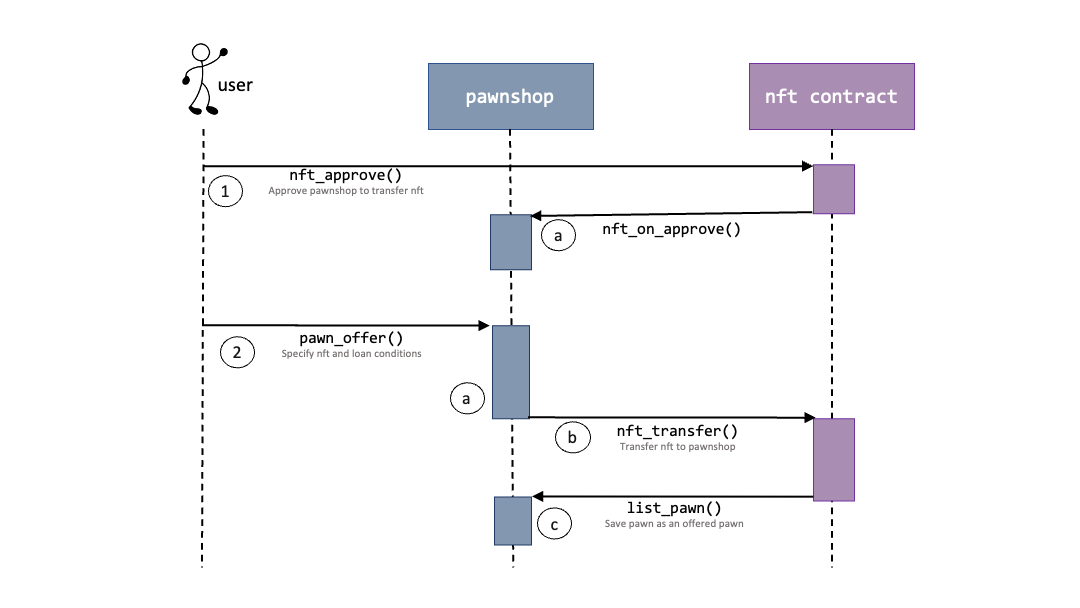 user
pawnshop
nft contract
nft_approve()
1
Approve pawnshop to transfer nft
nft_on_approve()
a
pawn_offer()
2
Specify nft and loan conditions
a
nft_transfer()
b
Transfer nft to pawnshop
list_pawn()
c
Save pawn as an offered pawn